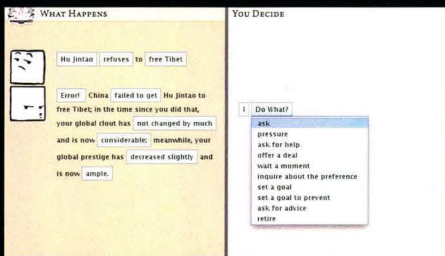 WHAT HAPPENS
Hu Jintao refuses to free Tibet
Error! China failed to get Hu Jintao to
free Tibet; in the time since you did that,
your global clout has not changed by much
and is now considerable; meanwhile, your
global prestige has decreased slightly and
is now ample.
YOU DECIDE
I Do What?
ask
pressure
ask for help
offer a deal
wait a moment
inquire about the preference
set a goal
set a goal to prevent
ask for advice
retire